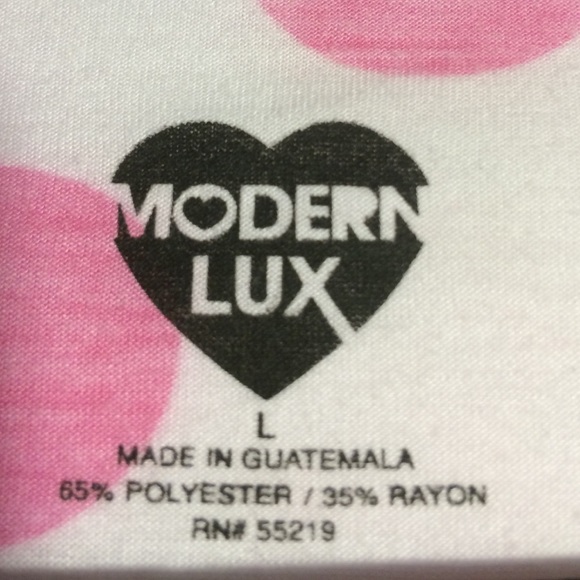 MODERN
LUX
L
MADE IN GUATEMALA
65% POLYESTER / 35% RAYON
RN# 55219